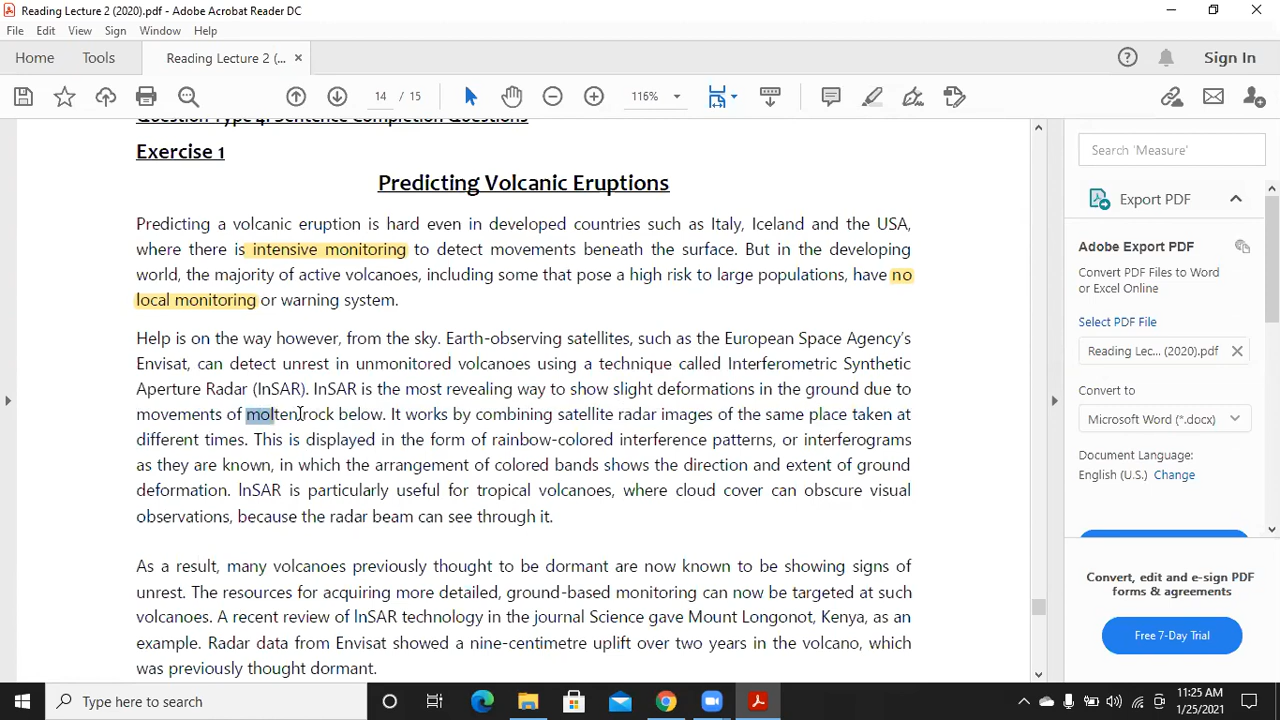 Reading Lecture 2 (2020).pdf - Adobe Acrobat Reader DC
File Edit View Sign Window Help
Home Tools Reading Lecture 2 (... × Sign In
14 / 15 116%
Question Type 4: Sentence Completion Questions
Exercise 1
Predicting Volcanic Eruptions
Predicting a volcanic eruption is hard even in developed countries such as Italy, Iceland and the USA,
where there is intensive monitoring to detect movements beneath the surface. But in the developing
world, the majority of active volcanoes, including some that pose a high risk to large populations, have no
local monitoring or warning system.
Help is on the way however, from the sky. Earth-observing satellites, such as the European Space Agency's
Envisat, can detect unrest in unmonitored volcanoes using a technique called Interferometric Synthetic
Aperture Radar (InSAR). InSAR is the most revealing way to show slight deformations in the ground due to
movements of molten rock below. It works by combining satellite radar images of the same place taken at
different times. This is displayed in the form of rainbow-colored interference patterns, or interferograms
as they are known, in which the arrangement of colored bands shows the direction and extent of ground
deformation. lnSAR is particularly useful for tropical volcanoes, where cloud cover can obscure visual
observations, because the radar beam can see through it.
As a result, many volcanoes previously thought to be dormant are now known to be showing signs of
unrest. The resources for acquiring more detailed, ground-based monitoring can now be targeted at such
volcanoes. A recent review of lnSAR technology in the journal Science gave Mount Longonot, Kenya, as an
example. Radar data from Envisat showed a nine-centimetre uplift over two years in the volcano, which
was previously thought dormant.
Search 'Measure'
Export PDF
Adobe Export PDF
Convert PDF Files to Word
or Excel Online
Select PDF File
Reading Lec... (2020).pdf
Convert to
Microsoft Word (*.docx)
Document Language:
English (U.S.) Change
Convert, edit and e-sign PDF
forms & agreements
Free 7-Day Trial
Type here to search
11:25 AM
1/25/2021